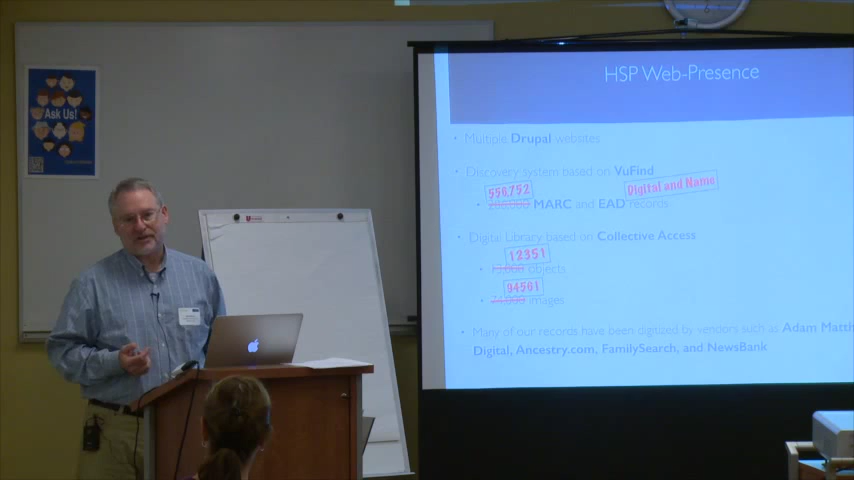 Ask Us!
HSP Web-Presence
• Multiple Drupal websites
• Discovery system based on VuFind
556,752
Digital and Name
• MARC and EAD records
• Digital Library based on Collective Access
12351
• objects
94561
• images
• Many of our records have been digitized by vendors such as Adam Matth
Digital, Ancestry.com, FamilySearch, and NewsBank